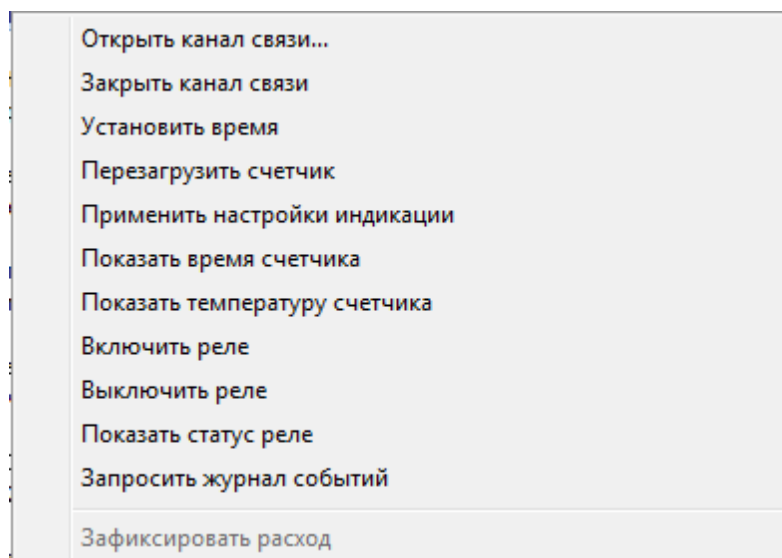 Открыть канал связи...
Закрыть канал связи
Установить время
Перезагрузить счетчик
Применить настройки индикации
Показать время счетчика
Показать температуру счетчика
Включить реле
Выключить реле
Показать статус реле
Запросить журнал событий
Зафиксировать расход